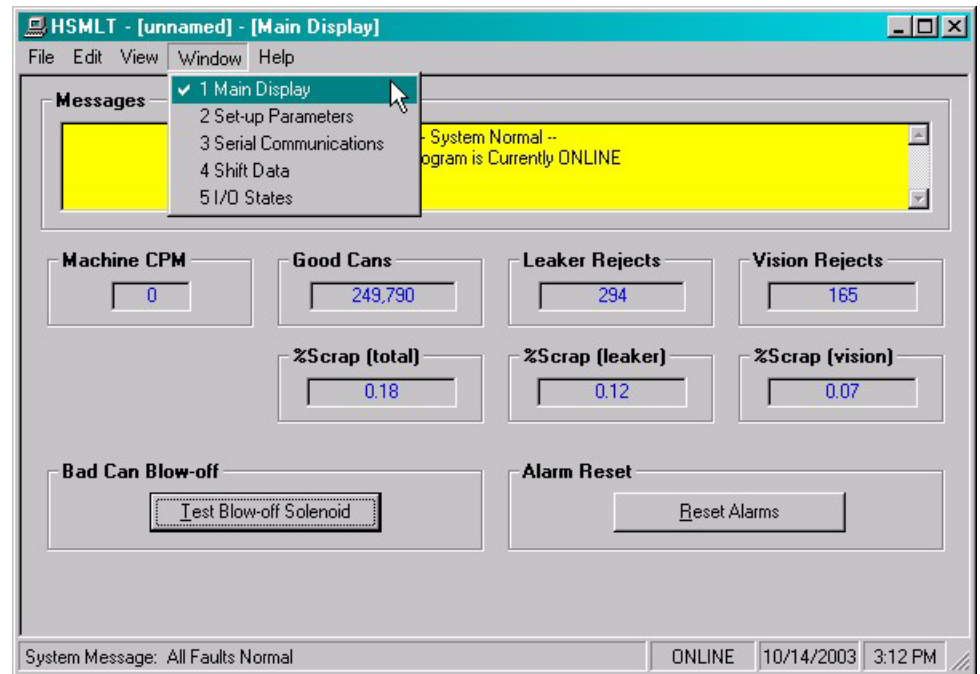 HSMLT - [unnamed] - [Main Display]
File Edit View Window Help
✓ 1 Main Display
2 Set-up Parameters
3 Serial Communications
4 Shift Data
5 I/O States
Messages
System Normal --
ogram is Currently ONLINE
Machine CPM
0
Good Cans
249,790
Leaker Rejects
294
Vision Rejects
165
%Scrap (total)
0.18
%Scrap (leaker)
0.12
%Scrap (vision)
0.07
Bad Can Blow-off
Test Blow-off Solenoid
Alarm Reset
Reset Alarms
System Message: All Faults Normal
ONLINE
10/14/2003
3:12 PM